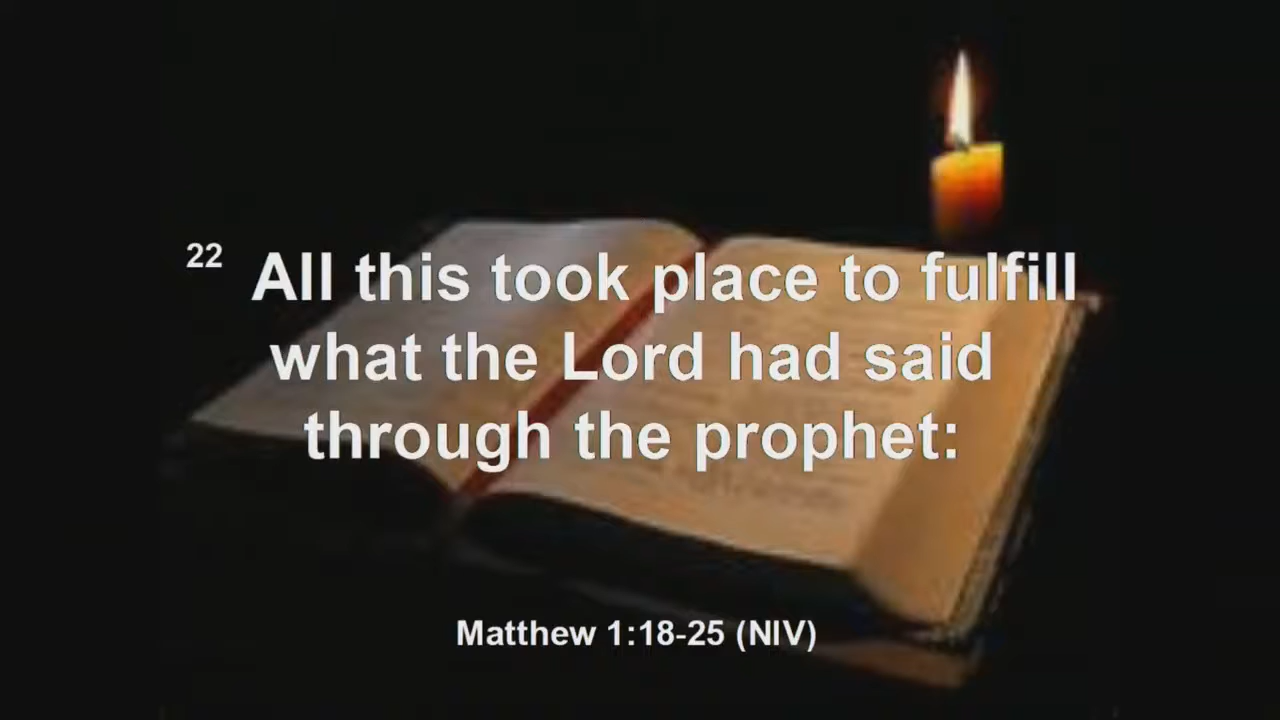 22 All this took place to fulfill
what the Lord had said
through the prophet:
Matthew 1:18-25 (NIV)